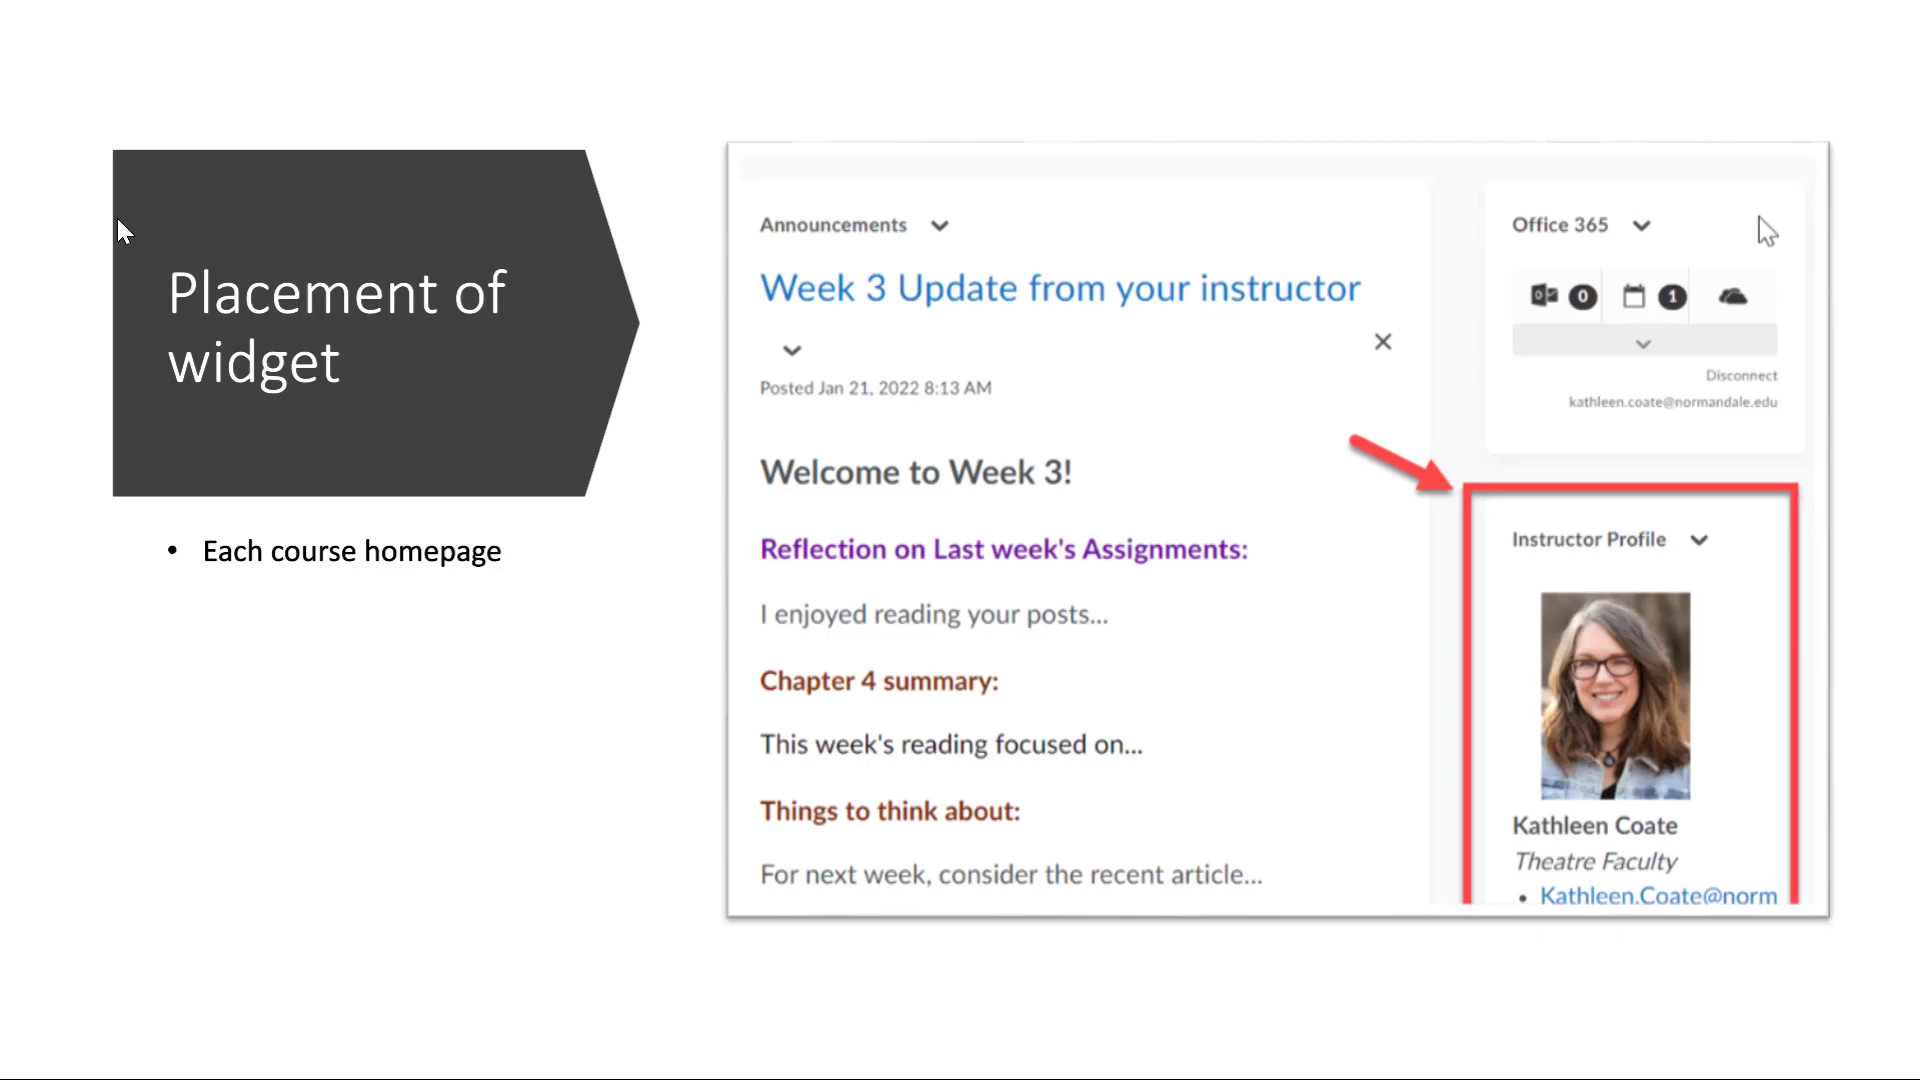 Placement of
widget
• Each course homepage
Announcements
Week 3 Update from your instructor
Posted Jan 21, 2022 8:13 AM
Welcome to Week 3!
Reflection on Last week's Assignments:
I enjoyed reading your posts...
Chapter 4 summary:
This week's reading focused on...
Things to think about:
For next week, consider the recent article...
Office 365
0 1
Disconnect
kathleen.coate@normandale.edu
Instructor Profile
Kathleen Coate
Theatre Faculty
• Kathleen.Coate@norm